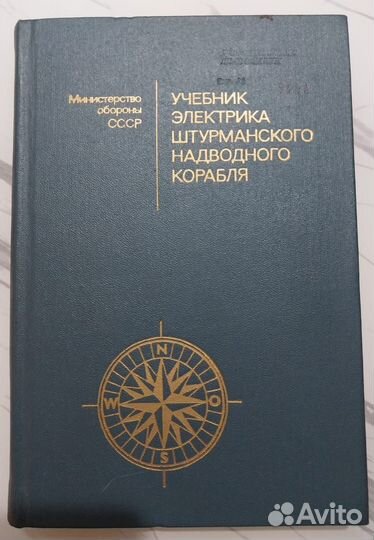 Министерство
обороны
СССР
УЧЕБНИК
ЭЛЕКТРИКА
ШТУРМАНСКОГО
НАДВОДНОГО
КОРАБЛЯ
N
W
O
S
Avito